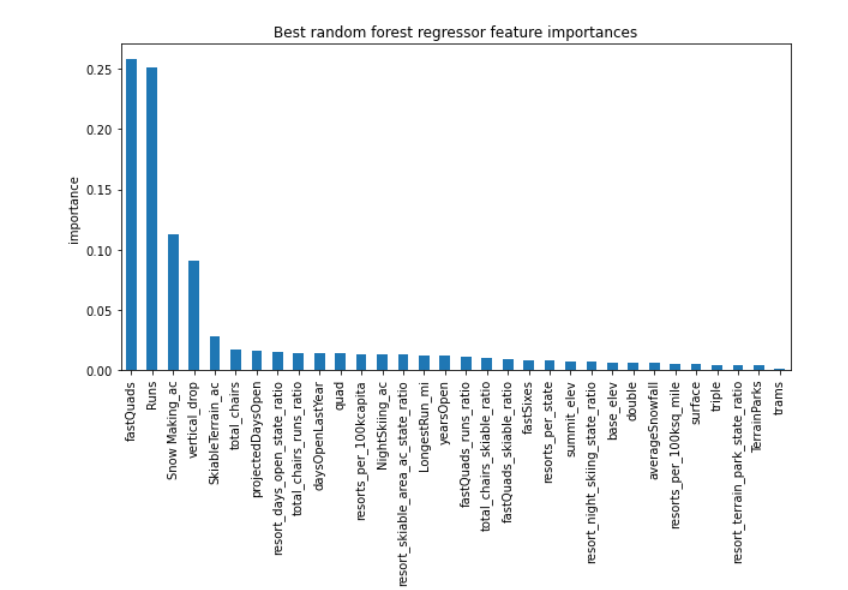 Best random forest regressor feature importances
importance
0.25
0.20
0.15
0.10
0.05
0.00
fastQuads
Runs
Snow Making_ac
vertical_drop
SkiableTerrain_ac
total_chairs
projectedDaysOpen
resort_days_open_state_ratio
total_chairs_runs_ratio
daysOpenLastYear
quad
resorts_per_100kcapita
NightSkiing_ac
resort_skiable_area_ac_state_ratio
LongestRun_mi
yearsOpen
fastQuads_runs_ratio
total_chairs_skiable_ratio
fastQuads_skiable_ratio
fastSixes
resorts_per_state
summit_elev
resort_night_skiing_state_ratio
base_elev
double
averageSnowfall
resorts_per_100ksq_mile
surface
triple
resort_terrain_park_state_ratio
TerrainParks
trams